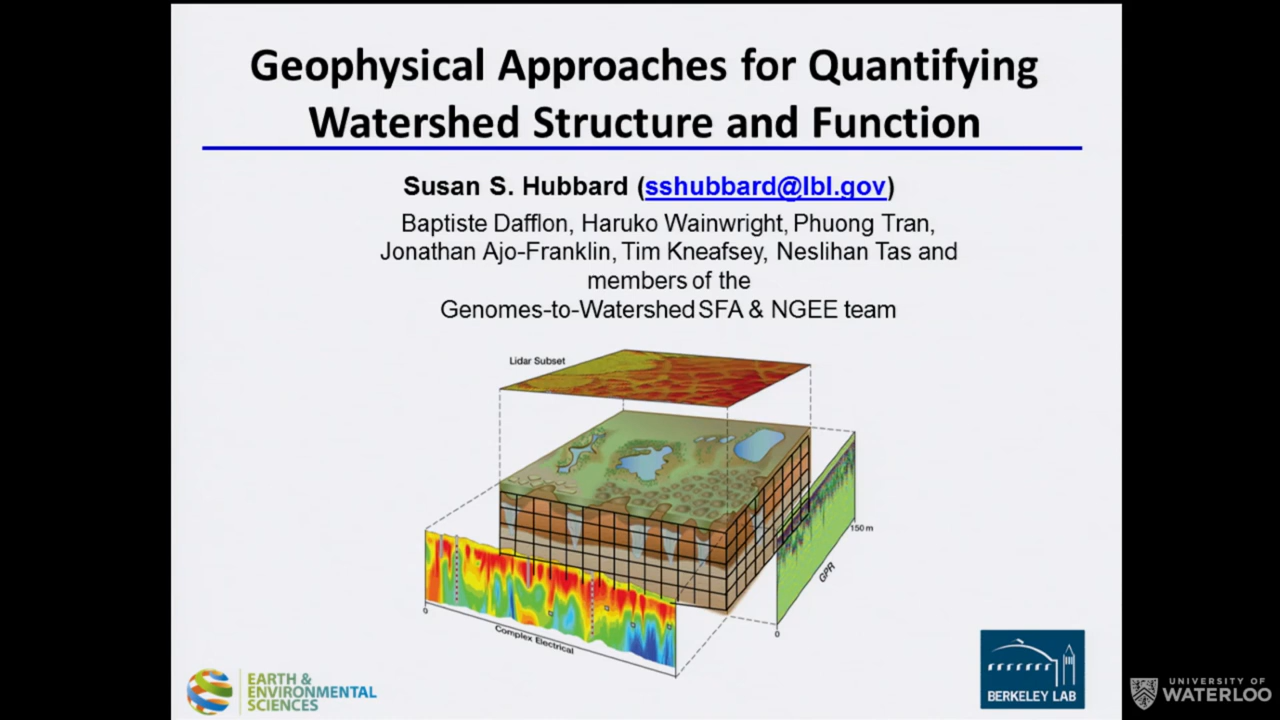 Geophysical Approaches for Quantifying
Watershed Structure and Function
Susan S. Hubbard (sshubbard@lbl.gov)
Baptiste Dafflon, Haruko Wainwright, Phuong Tran,
Jonathan Ajo-Franklin, Tim Kneafsey, Neslihan Tas and
members of the
Genomes-to-Watershed SFA & NGEE team
Lidar Subset
150 m
GPR
0
0
Complex Electrical
EARTH &
ENVIRONMENTAL
SCIENCES
BERKELEY LAB
UNIVERSITY OF
WATERLOO